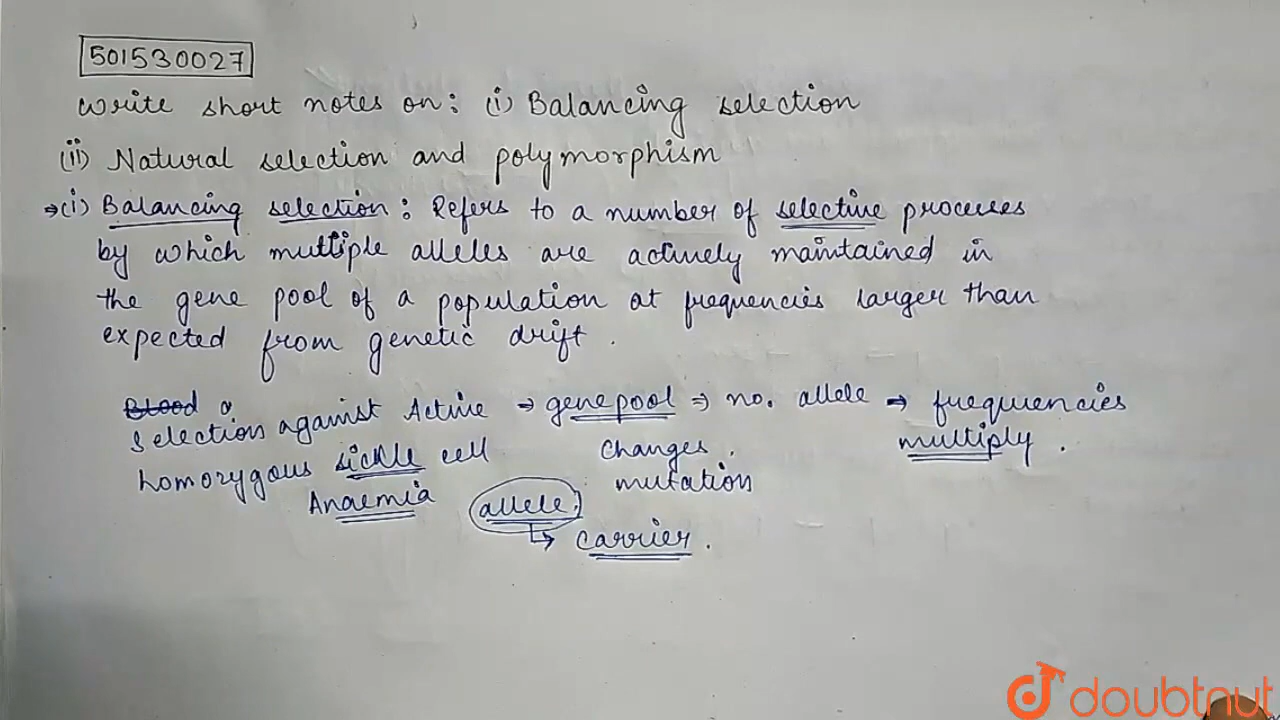 501530027
Write short notes on: (i) Balancing selection
(ii) Natural selection and polymorphism
→(i) Balancing selection: Refers to a number of selective processes
by which multiple alleles are actively maintained in
the gene pool of a population at frequencies larger than
expected from genetic drift.
Blood
selection against Active → genepool → no. allele → frequencies
homozygous sickle cell changes. multiply.
Anaemia mutation
allele.
↳ carrier.
doubtnut